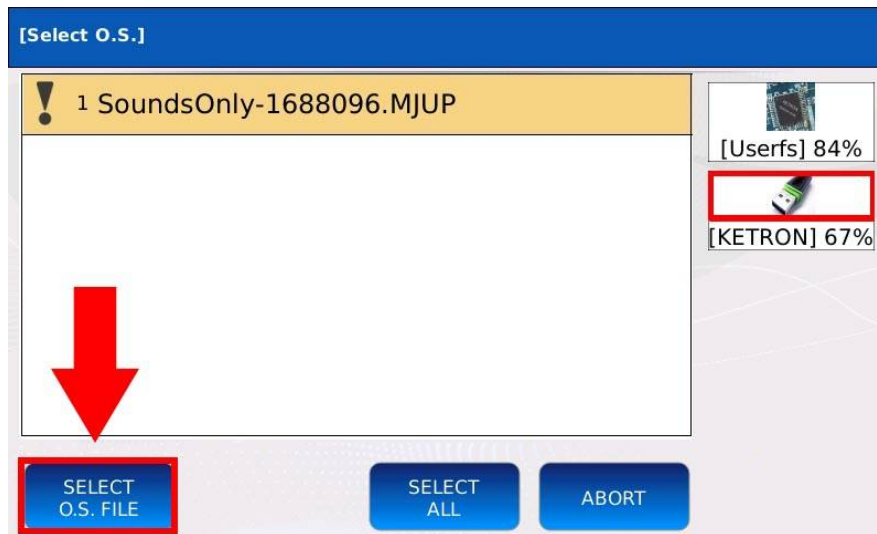 [Select O.S.]
1 SoundsOnly-1688096.MJUP
[Userfs] 84%
[KETRON] 67%
SELECT
O.S. FILE
SELECT
ALL
ABORT